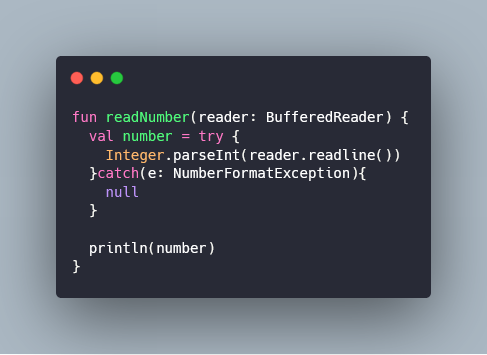 fun readNumber(reader: BufferedReader) {
  val number = try {
    Integer.parseInt(reader.readline())
  }catch(e: NumberFormatException){
    null
  }

  println(number)
}